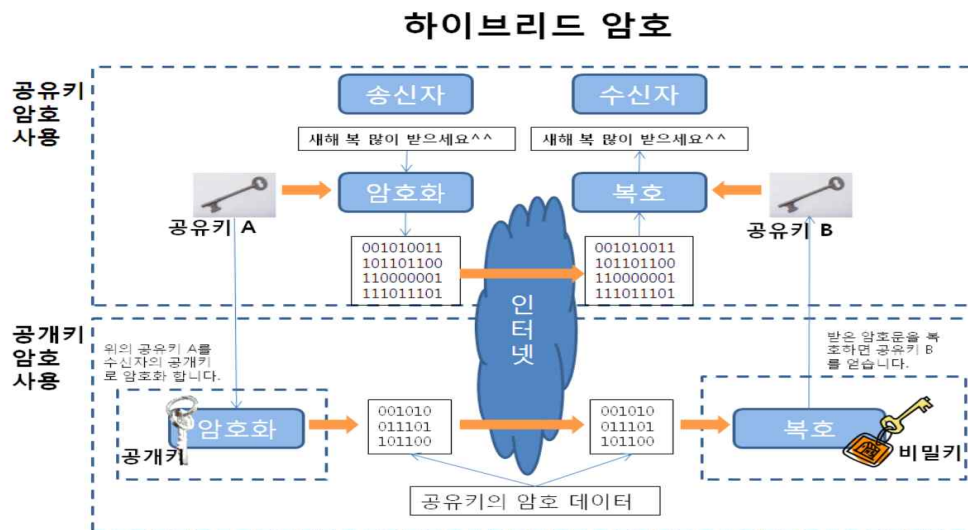 하이브리드 암호
공유키
암호
사용
송신자
수신자
새해 복 많이 받으세요^^
새해 복 많이 받으세요^^
암호화
복호
공유키 A
공유키 B
001010011
101101100
110000001
111011101
001010011
101101100
110000001
111011101
인터넷
공개키
암호
사용
위의 공유키 A를
수신자의 공개키
로 암호화 합니다.
받은 암호문을 복
호하면 공유키 B
를 얻습니다.
암호화
공개키
001010
011101
101100
001010
011101
101100
복호
비밀키
공유키의 암호 데이터